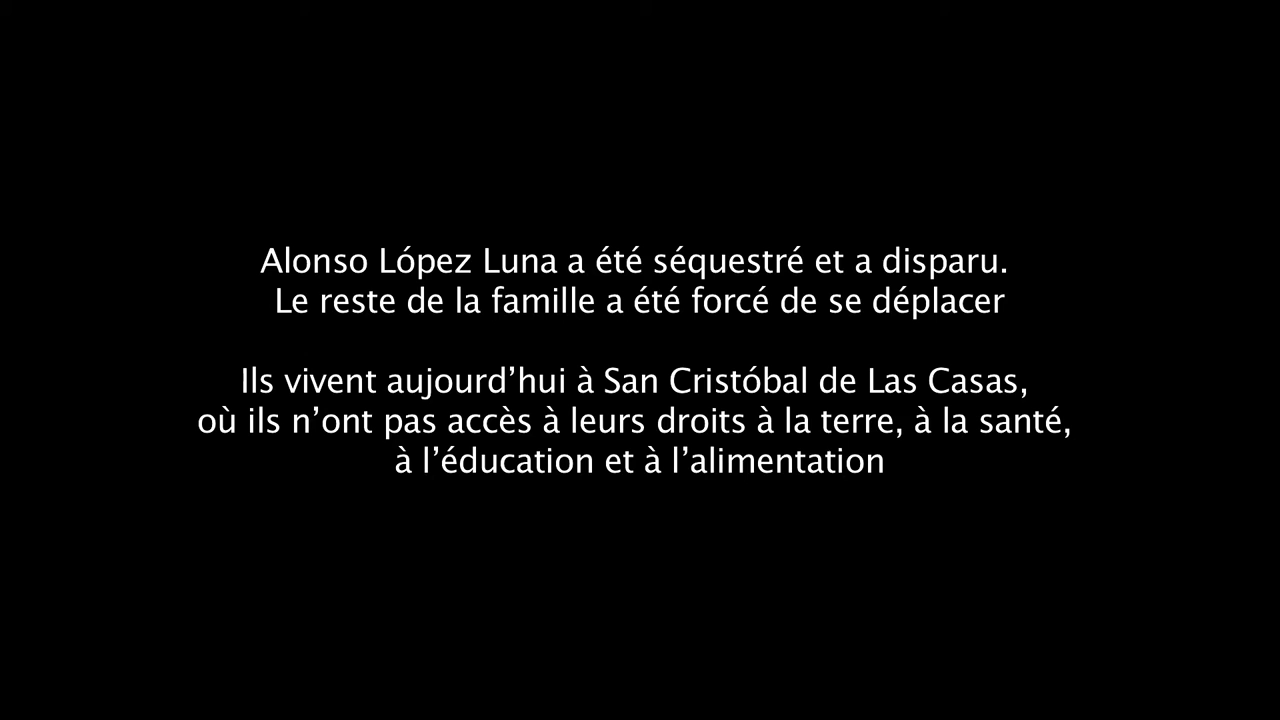 Alonso López Luna a été séquestré et a disparu.
Le reste de la famille a été forcé de se déplacer
Ils vivent aujourd’hui à San Cristóbal de Las Casas,
où ils n’ont pas accès à leurs droits à la terre, à la santé,
à l’éducation et à l’alimentation